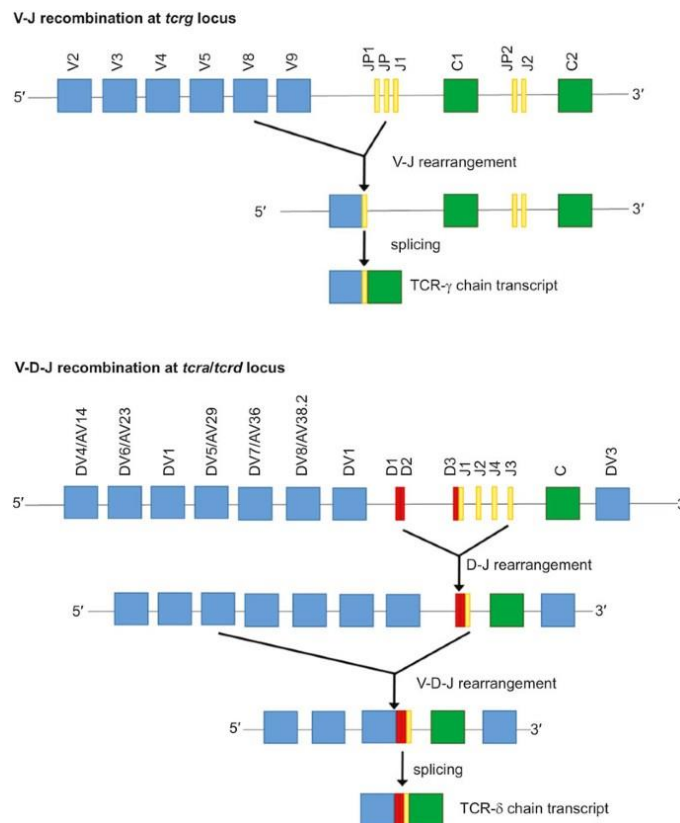 V-J recombination at tcrg locus
V2 V3 V4 V5 V8 V9 JP1 JP J1 C1 JP2 J2 C2
5′ 3′
V-J rearrangement
5′ 3′
splicing
TCR-γ chain transcript
V-D-J recombination at tcra/tcrd locus
DV4/AV14 DV6/AV23 DV1 DV5/AV29 DV7/AV36 DV8/AV38.2 DV1 D1 D2 D3 J1 J2 J4 J3 C DV3
5′
D-J rearrangement
5′ 3′
V-D-J rearrangement
5′ 3′
splicing
TCR-δ chain transcript